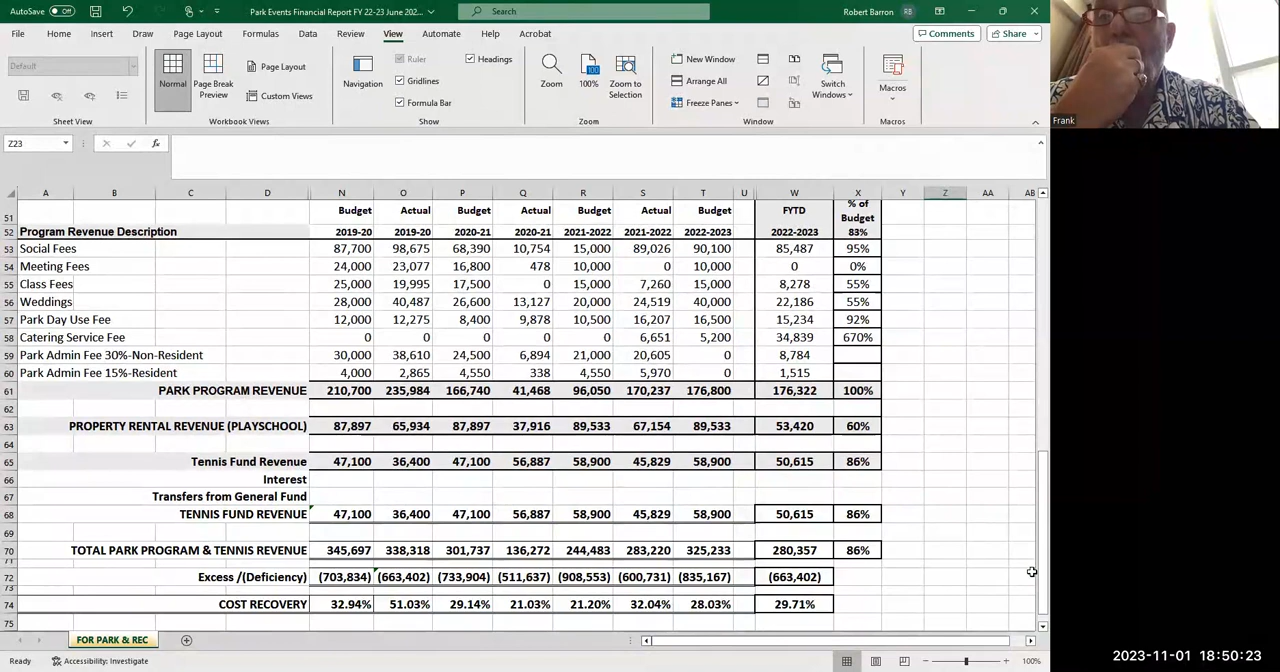 AutoSave Off Park Events Financial Report FY 22-23 June 202... Search Robert Barron RB
File Home Insert Draw Page Layout Formulas Data Review View Automate Help Acrobat Comments Share
Default Normal Page Break Preview Page Layout Custom Views Navigation Ruler Gridlines Formula Bar Headings Zoom 100 100% Zoom to Selection New Window Arrange All Freeze Panes Switch Windows Macros
Sheet View Workbook Views Show Zoom Window Macros
Frank
Z23 fx
A B C D N O P Q R S T U W X Y Z AA AB
51 Budget Actual Budget Actual Budget Actual Budget FYTD % of Budget
52 Program Revenue Description 2019-20 2019-20 2020-21 2020-21 2021-2022 2021-2022 2022-2023 2022-2023 83%
53 Social Fees 87,700 98,675 68,390 10,754 15,000 89,026 90,100 85,487 95%
54 Meeting Fees 24,000 23,077 16,800 478 10,000 0 10,000 0 0%
55 Class Fees 25,000 19,995 17,500 0 15,000 7,260 15,000 8,278 55%
56 Weddings 28,000 40,487 26,600 13,127 20,000 24,519 40,000 22,186 55%
57 Park Day Use Fee 12,000 12,275 8,400 9,878 10,500 16,207 16,500 15,234 92%
58 Catering Service Fee 0 0 0 0 0 6,651 5,200 34,839 670%
59 Park Admin Fee 30%-Non-Resident 30,000 38,610 24,500 6,894 21,000 20,605 0 8,784
60 Park Admin Fee 15%-Resident 4,000 2,865 4,550 338 4,550 5,970 0 1,515
61 PARK PROGRAM REVENUE 210,700 235,984 166,740 41,468 96,050 170,237 176,800 176,322 100%
62
63 PROPERTY RENTAL REVENUE (PLAYSCHOOL) 87,897 65,934 87,897 37,916 89,533 67,154 89,533 53,420 60%
64
65 Tennis Fund Revenue 47,100 36,400 47,100 56,887 58,900 45,829 58,900 50,615 86%
66 Interest
67 Transfers from General Fund
68 TENNIS FUND REVENUE 47,100 36,400 47,100 56,887 58,900 45,829 58,900 50,615 86%
69
70 TOTAL PARK PROGRAM & TENNIS REVENUE 345,697 338,318 301,737 136,272 244,483 283,220 325,233 280,357 86%
71
72 Excess /(Deficiency) (703,834) (663,402) (733,904) (511,637) (908,553) (600,731) (835,167) (663,402)
73
74 COST RECOVERY 32.94% 51.03% 29.14% 21.03% 21.20% 32.04% 28.03% 29.71%
75
FOR PARK & REC
Ready Accessibility: Investigate 100%
2023-11-01 18:50:23